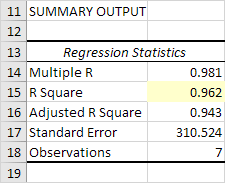 11 SUMMARY OUTPUT
12
13 Regression Statistics
14 Multiple R 0.981
15 R Square 0.962
16 Adjusted R Square 0.943
17 Standard Error 310.524
18 Observations 7
19